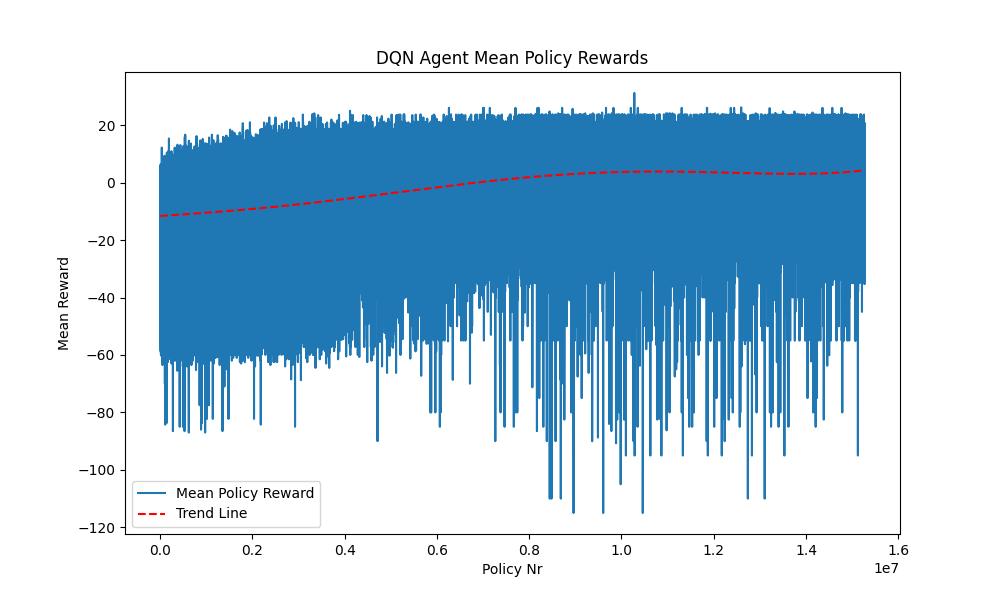 DQN Agent Mean Policy Rewards
20
0
−20
−40
−60
−80
−100
−120
Mean Reward
Mean Policy Reward
Trend Line
0.0 0.2 0.4 0.6 0.8 1.0 1.2 1.4 1.6
1e7
Policy Nr